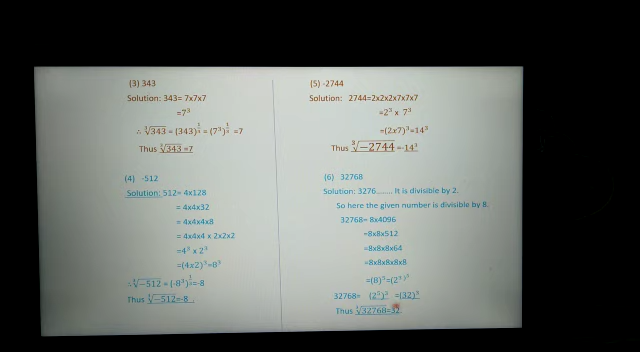 (3) 343
Solution: 343= 7x7x7
=7³
∴ ∛343 = (343)^⅓ = (7³)^⅓ =7
Thus ∛343 =7
(4) -512
Solution: 512= 4x128
= 4x4x32
= 4x4x4x8
= 4x4x4 x 2x2x2
=4³ x 2³
=(4x2)³=8³
∴∛-512 = (-8³)^⅓=-8
Thus ∛-512=-8 .
(5) -2744
Solution: 2744=2x2x2x7x7x7
=2³ x 7³
=(2x7)³=14³
Thus ∛-2744 =-14³
(6) 32768
Solution: 3276........ It is divisible by 2.
So here the given number is divisible by 8.
32768= 8x4096
=8x8x512
=8x8x8x64
=8x8x8x8x8
=(8)⁵=(2³)⁵
32768= (2⁵)³ =(32)³
Thus ∛32768=32